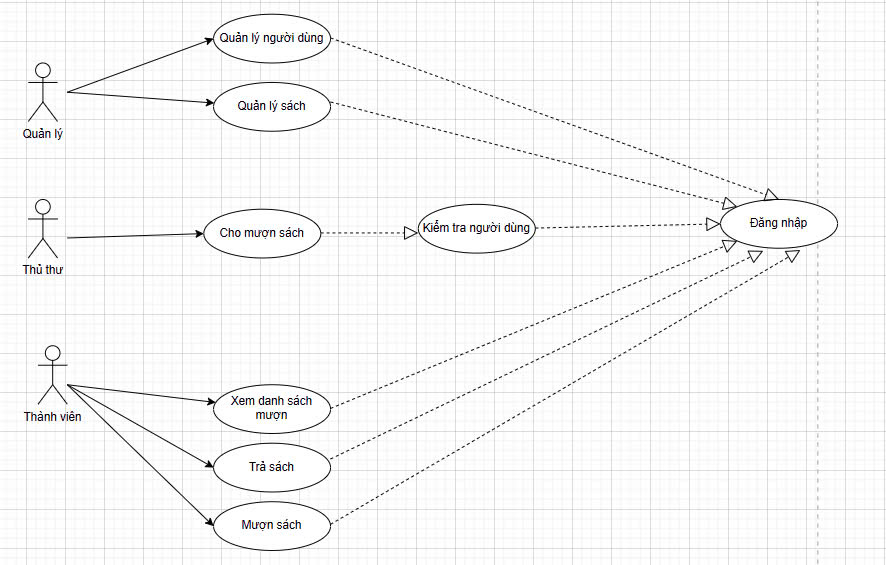 Quản lý người dùng
Quản lý sách
Quản lý
Cho mượn sách
Kiểm tra người dùng
Đăng nhập
Thủ thư
Xem danh sách
mượn
Thành viên
Trả sách
Mượn sách